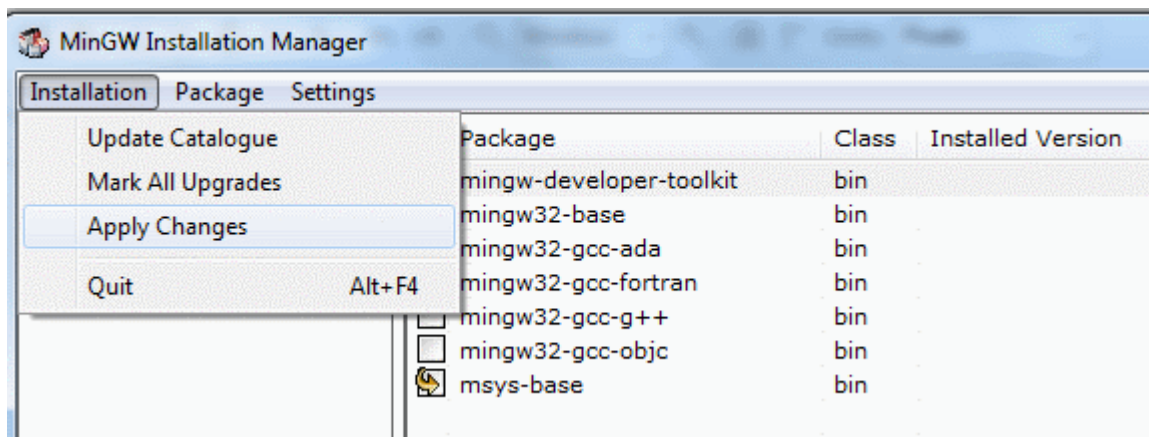 MinGW Installation Manager
Installation Package Settings
Update Catalogue
Mark All Upgrades
Apply Changes
Quit Alt+F4
Package Class Installed Version
mingw-developer-toolkit bin
mingw32-base bin
mingw32-gcc-ada bin
mingw32-gcc-fortran bin
mingw32-gcc-g++ bin
mingw32-gcc-objc bin
msys-base bin